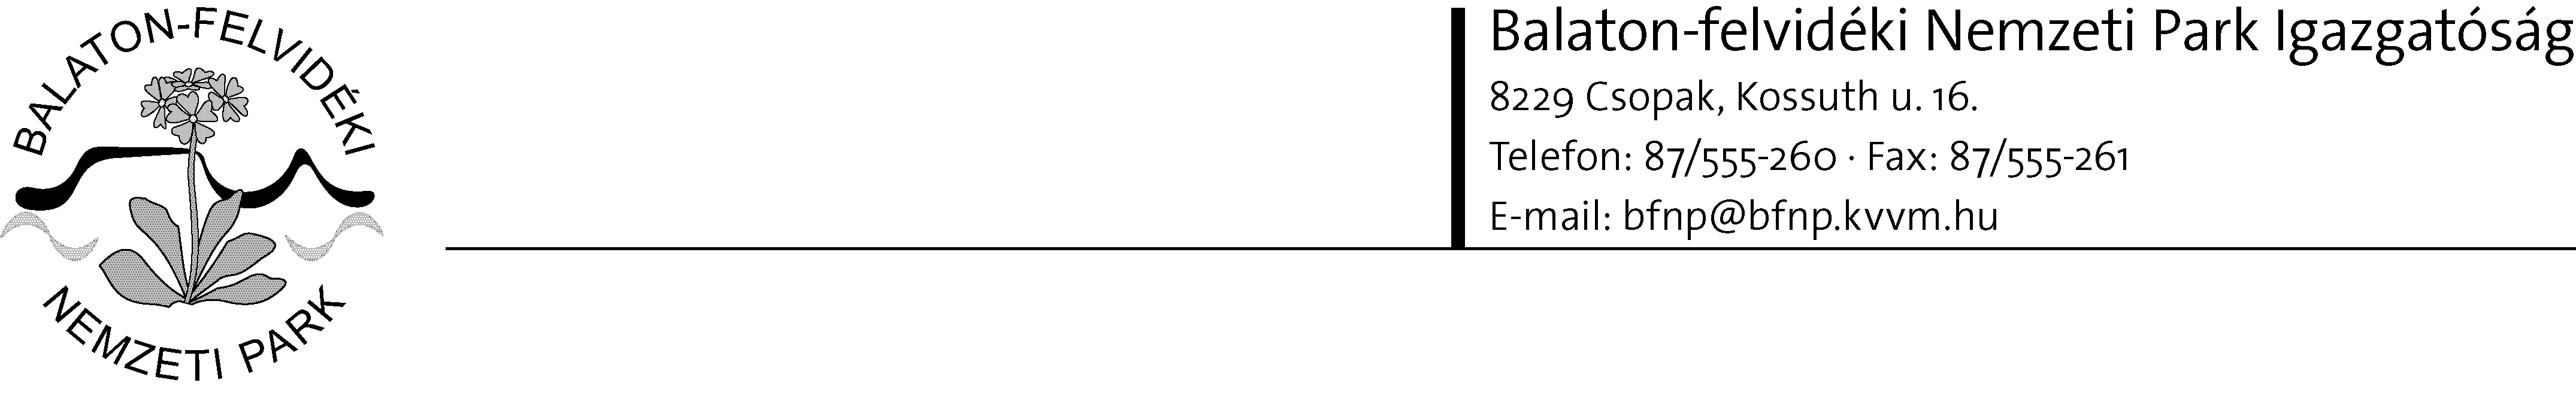 BALATON-FELVIDÉKI
NEMZETI PARK
Balaton-felvidéki Nemzeti Park Igazgatóság
8229 Csopak, Kossuth u. 16.
Telefon: 87/555-260 · Fax: 87/555-261
E-mail: bfnp@bfnp.kvvm.hu